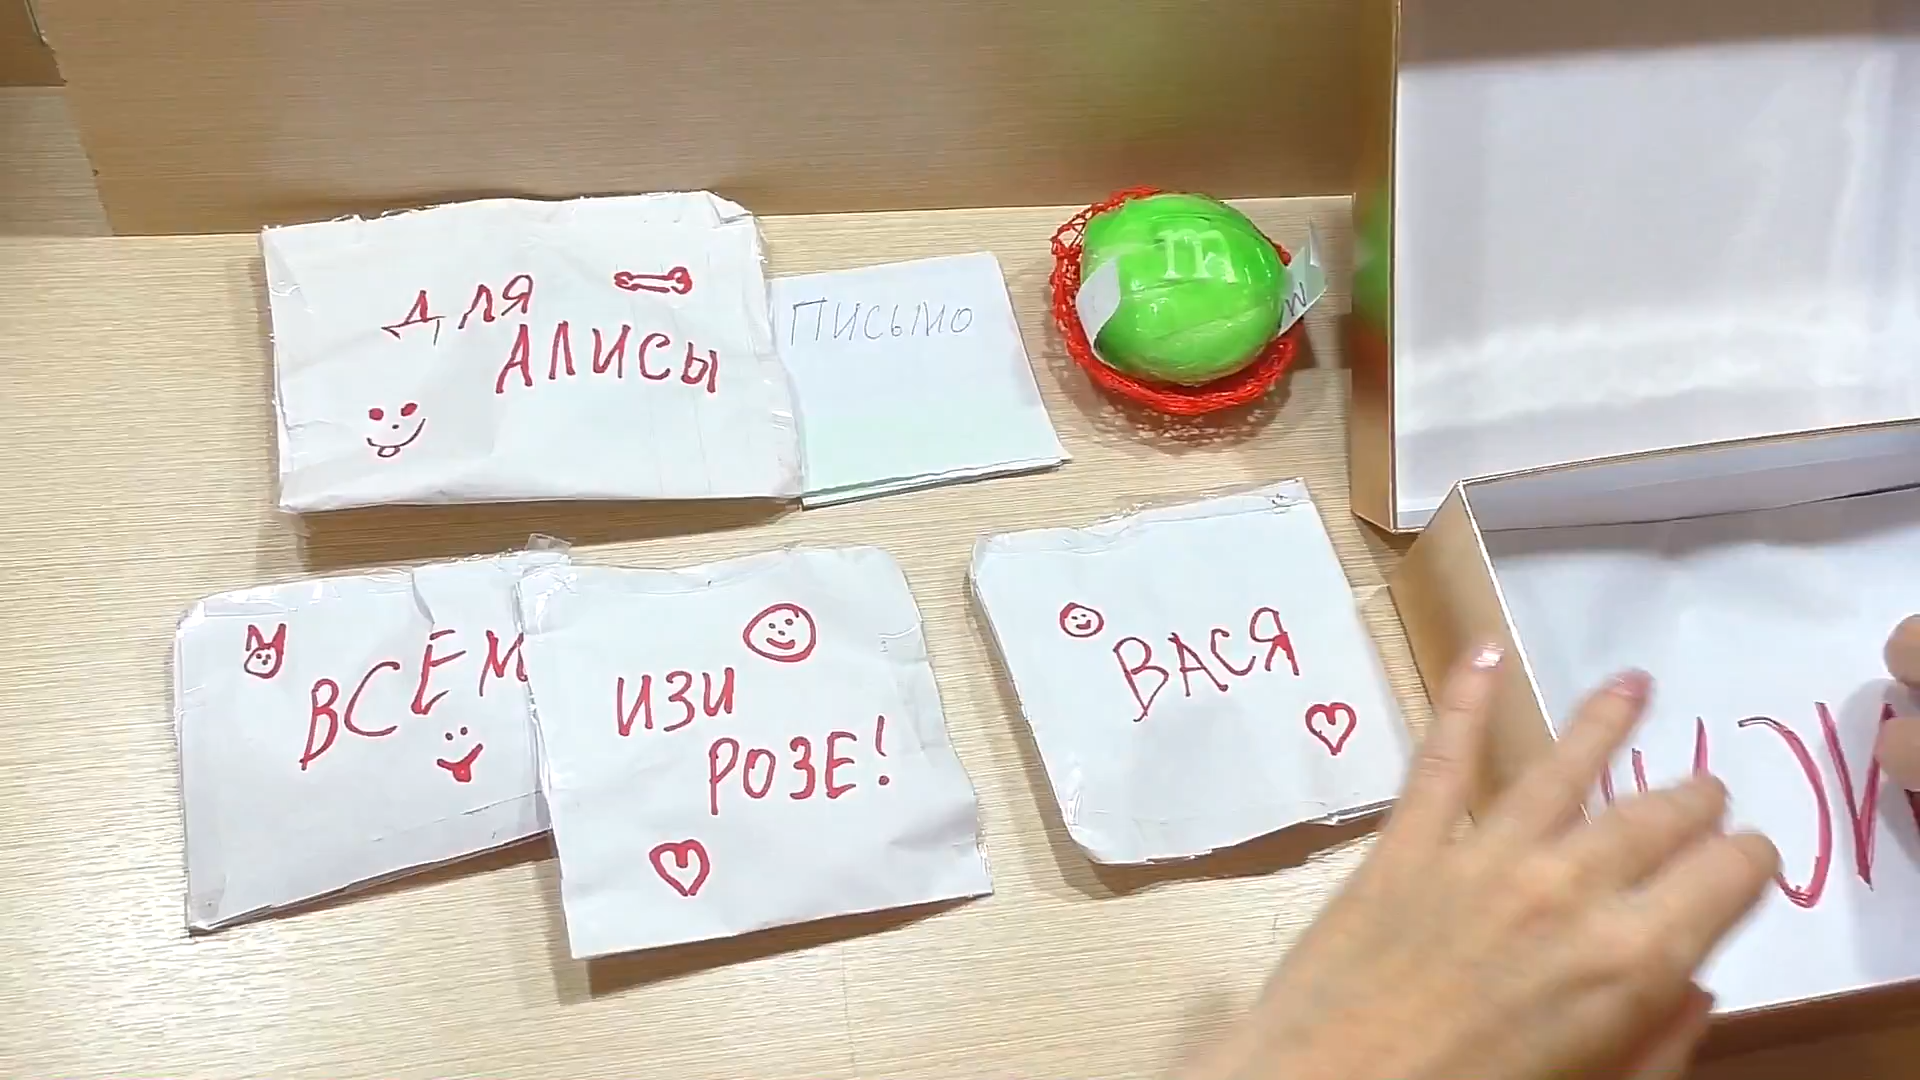 ДЛЯ
АЛИСЫ
ПИСЬМО
m
ВСЕМ
ИЗИ
РОЗЕ!
ВАСЯ